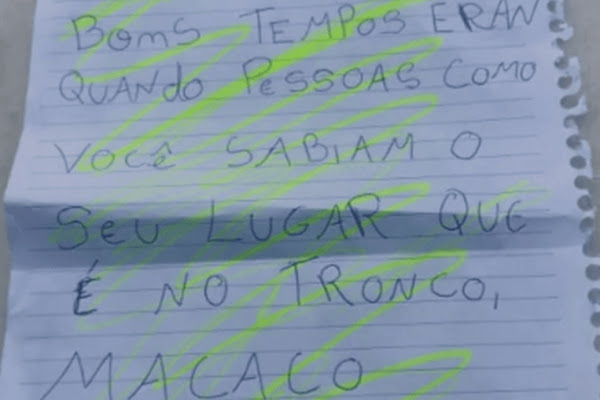 BOMS TEMPOS ERAN
QUANDO PESSOAS COMO
VOCÊ SABIAM O
SEU LUGAR QUE
É NO TRONCO,
MACACO